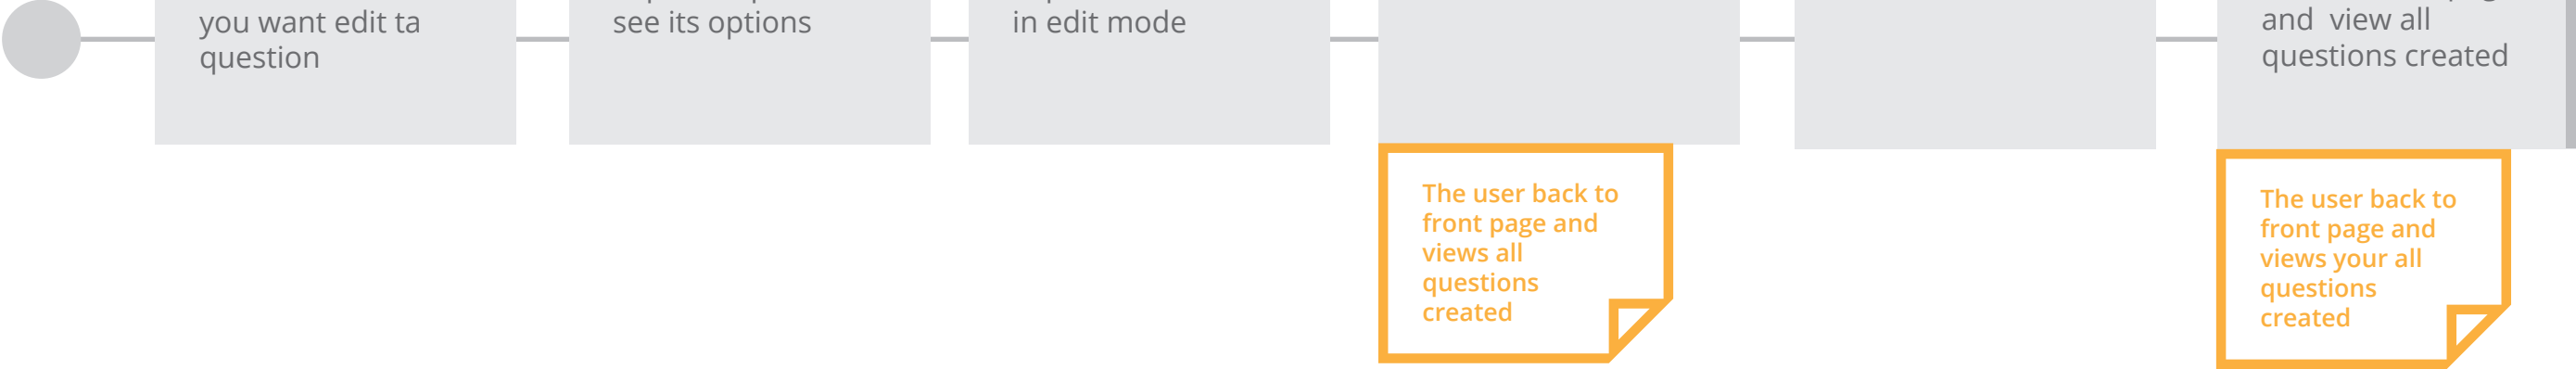 you want edit ta
question
see its options
in edit mode
and view all
questions created
The user back to
front page and
views all
questions
created
The user back to
front page and
views your all
questions
created